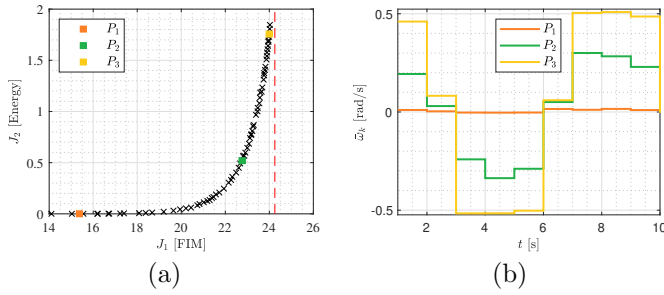 P₁
P₂
P₃
J₂ [Energy]
2
1.5
1
0.5
0
14 16 18 20 22 24 26
J₁ [FIM]
(a)
P₁
P₂
P₃
ω̄ₖ [rad/s]
0.5
0
-0.5
2 4 6 8 10
t [s]
(b)